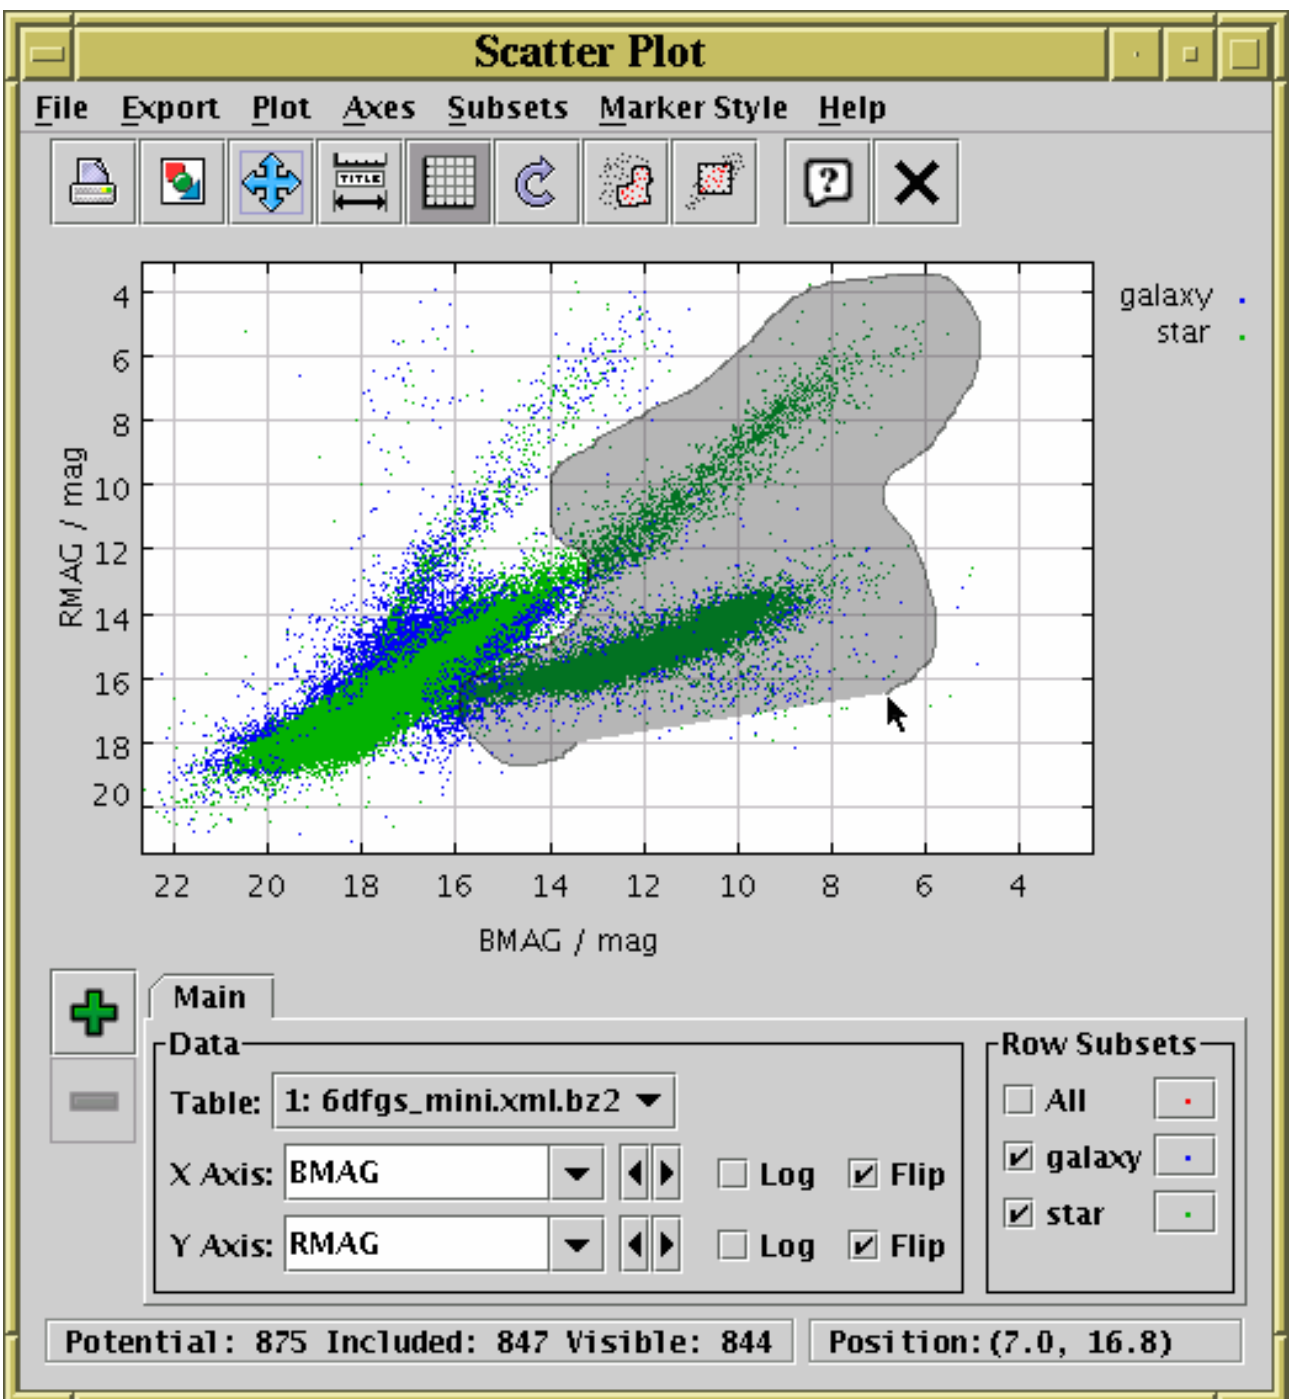 Scatter Plot
File Export Plot Axes Subsets Marker Style Help
TITLE
?
galaxy
star
4
6
8
10
12
14
16
18
20
RMAG / mag
22 20 18 16 14 12 10 8 6 4
BMAG / mag
Main
Data
Table: 1: 6dfgs_mini.xml.bz2
X Axis: BMAG Log Flip
Y Axis: RMAG Log Flip
Row Subsets
All
galaxy
star
Potential: 875 Included: 847 Visible: 844 Position:(7.0, 16.8)